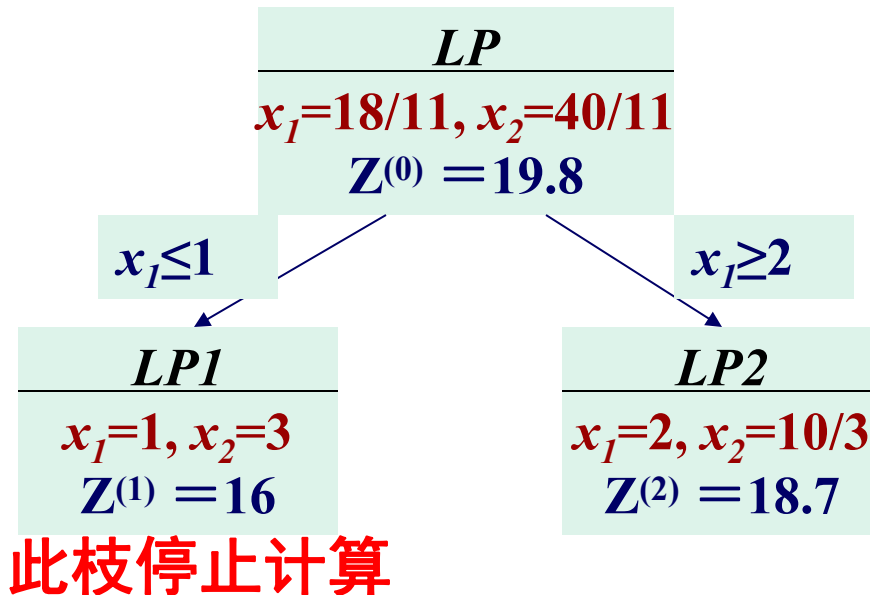 LP
x₁=18/11, x₂=40/11
Z⁽⁰⁾ ＝19.8
x₁≤1
x₁≥2
LP1
x₁=1, x₂=3
Z⁽¹⁾ ＝16
此枝停止计算
LP2
x₁=2, x₂=10/3
Z⁽²⁾ ＝18.7